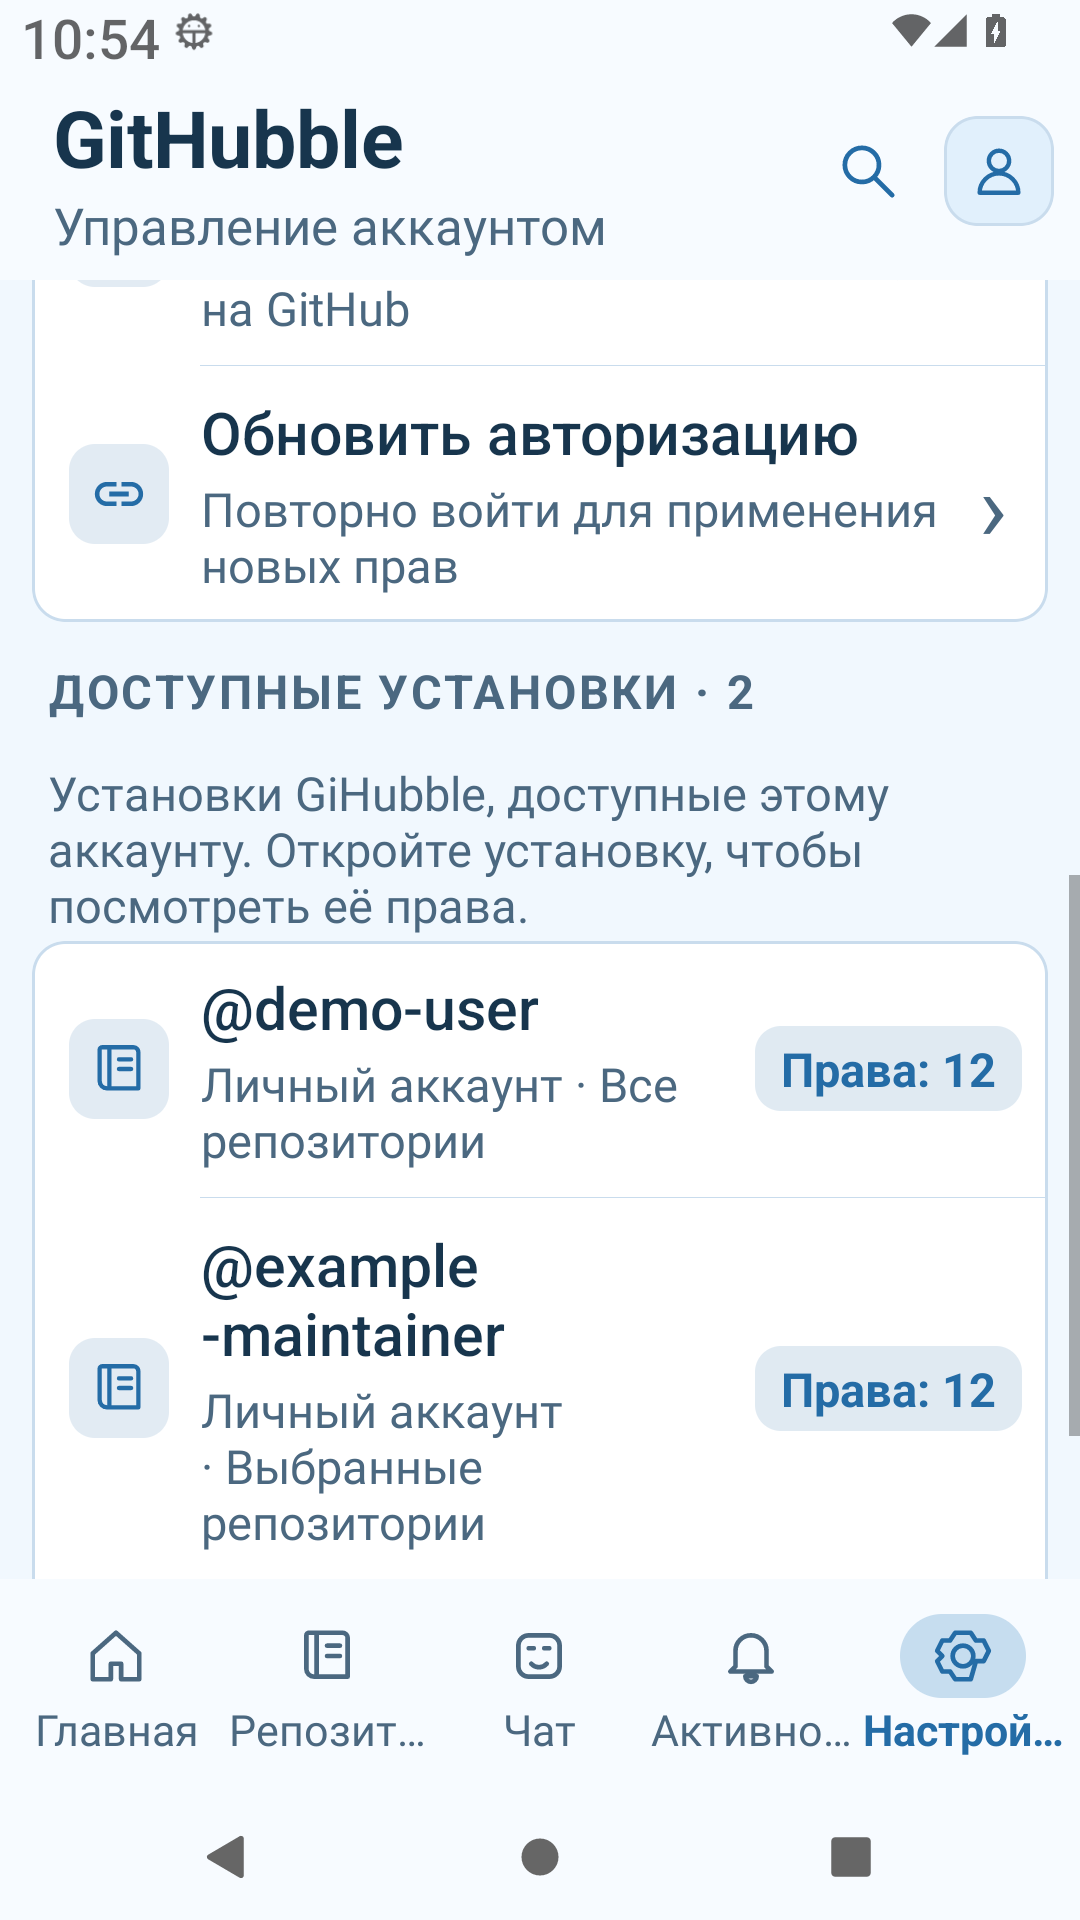 10:54
GitHubble
Управление аккаунтом
на GitHub
Обновить авторизацию
Повторно войти для применения
новых прав
ДОСТУПНЫЕ УСТАНОВКИ · 2
Установки GiHubble, доступные этому
аккаунту. Откройте установку, чтобы
посмотреть её права.
@demo-user
Личный аккаунт · Все
репозитории
Права: 12
@example
-maintainer
Личный аккаунт
· Выбранные
репозитории
Права: 12
Главная
Репозит...
Чат
Активно...
Настрой...